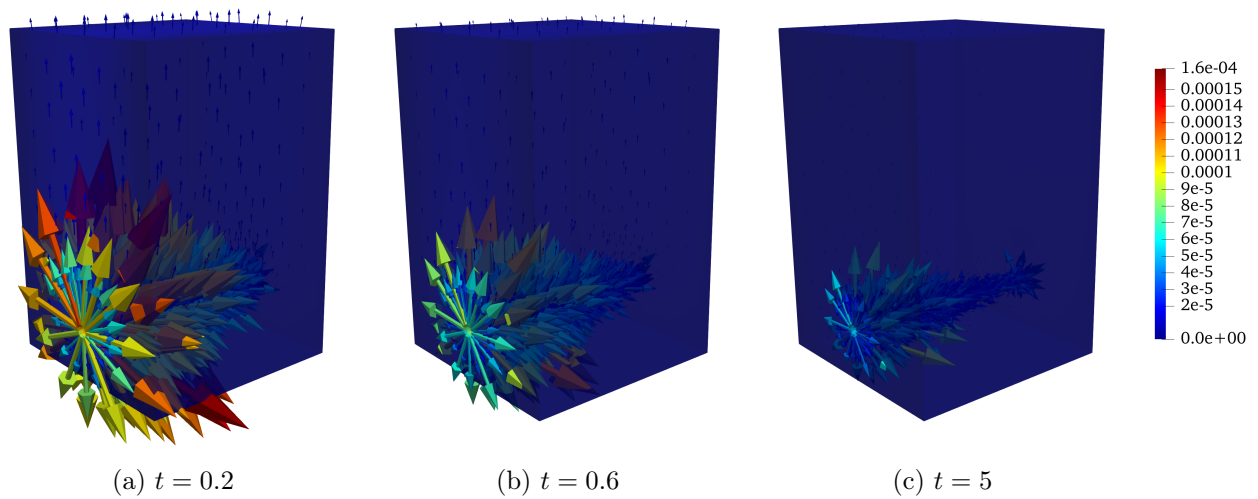 1.6e-04
0.00015
0.00014
0.00013
0.00012
0.00011
0.0001
9e-5
8e-5
7e-5
6e-5
5e-5
4e-5
3e-5
2e-5
0.0e+00
(a) t = 0.2
(b) t = 0.6
(c) t = 5